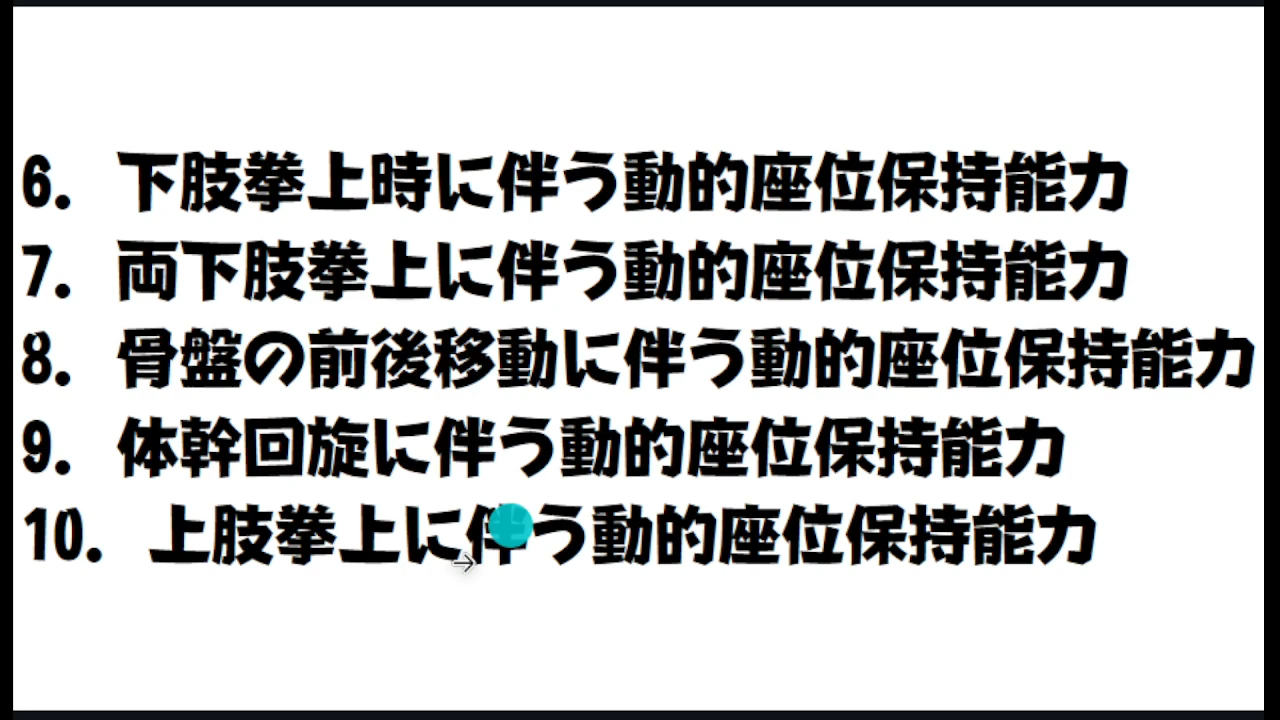 6. 下肢拳上時に伴う動的座位保持能力
7. 両下肢拳上に伴う動的座位保持能力
8. 骨盤の前後移動に伴う動的座位保持能力
9. 体幹回旋に伴う動的座位保持能力
10. 上肢拳上に伴う動的座位保持能力